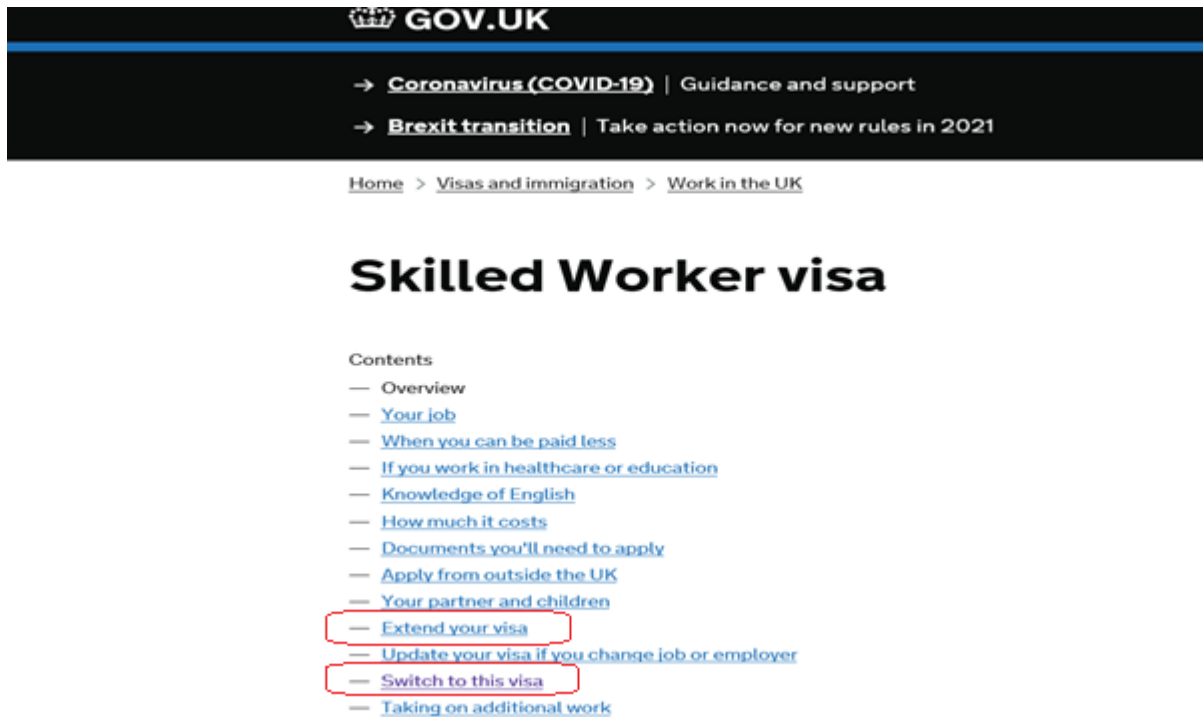 GOV.UK
→ Coronavirus (COVID-19) | Guidance and support
→ Brexit transition | Take action now for new rules in 2021
Home > Visas and immigration > Work in the UK
Skilled Worker visa
Contents
— Overview
— Your job
— When you can be paid less
— If you work in healthcare or education
— Knowledge of English
— How much it costs
— Documents you'll need to apply
— Apply from outside the UK
— Your partner and children
— Extend your visa
— Update your visa if you change job or employer
— Switch to this visa
— Taking on additional work